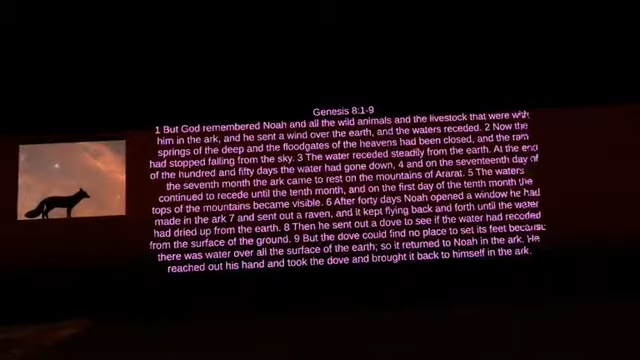 Genesis 8:1-9
1 But God remembered Noah and all the wild animals and the livestock that were with
him in the ark, and he sent a wind over the earth, and the waters receded. 2 Now the
springs of the deep and the floodgates of the heavens had been closed, and the rain
had stopped falling from the sky. 3 The water receded steadily from the earth. At the end
of the hundred and fifty days the water had gone down, 4 and on the seventeenth day of
the seventh month the ark came to rest on the mountains of Ararat. 5 The waters
continued to recede until the tenth month, and on the first day of the tenth month the
tops of the mountains became visible. 6 After forty days Noah opened a window he had
made in the ark 7 and sent out a raven, and it kept flying back and forth until the water
had dried up from the earth. 8 Then he sent out a dove to see if the water had receded
from the surface of the ground. 9 But the dove could find no place to set its feet because
there was water over all the surface of the earth; so it returned to Noah in the ark. He
reached out his hand and took the dove and brought it back to himself in the ark.